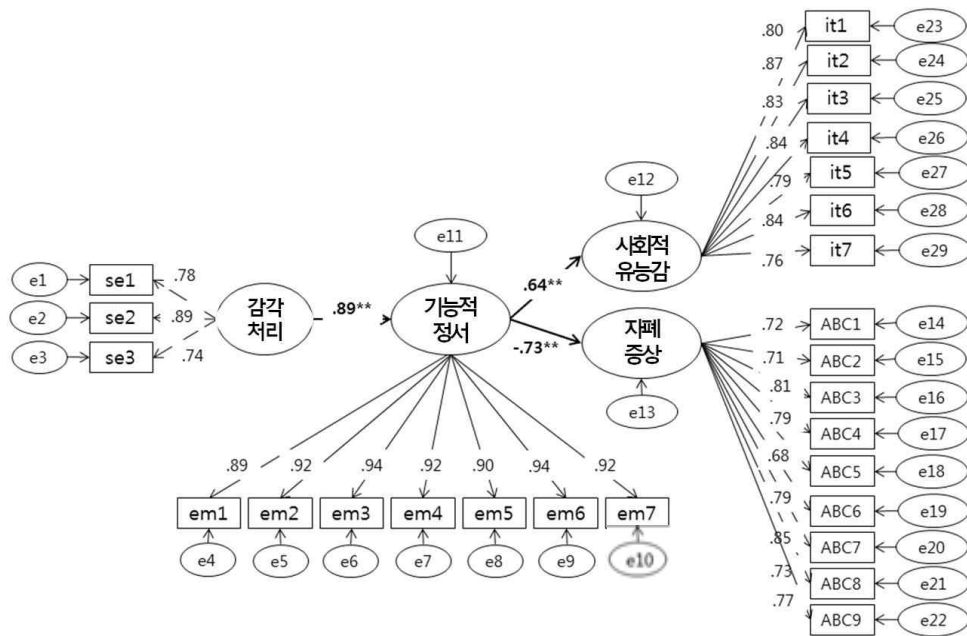 .80 it1 e23
.87 it2 e24
.83 it3 e25
.84 it4 e26
.79 it5 e27
.84 it6 e28
.76 it7 e29
e12
사회적
유능감
e11
.64**
e1 se1 .78
e2 se2 .89
e3 se3 .74
감각
처리
.89**
기능적
정서
-.73**
자폐
증상
e13
.72 ABC1 e14
.71 ABC2 e15
.81 ABC3 e16
.79 ABC4 e17
.68 ABC5 e18
.79 ABC6 e19
.85 ABC7 e20
.73 ABC8 e21
.77 ABC9 e22
.89 .92 .94 .92 .90 .94 .92
em1 em2 em3 em4 em5 em6 em7
e4 e5 e6 e7 e8 e9 e10